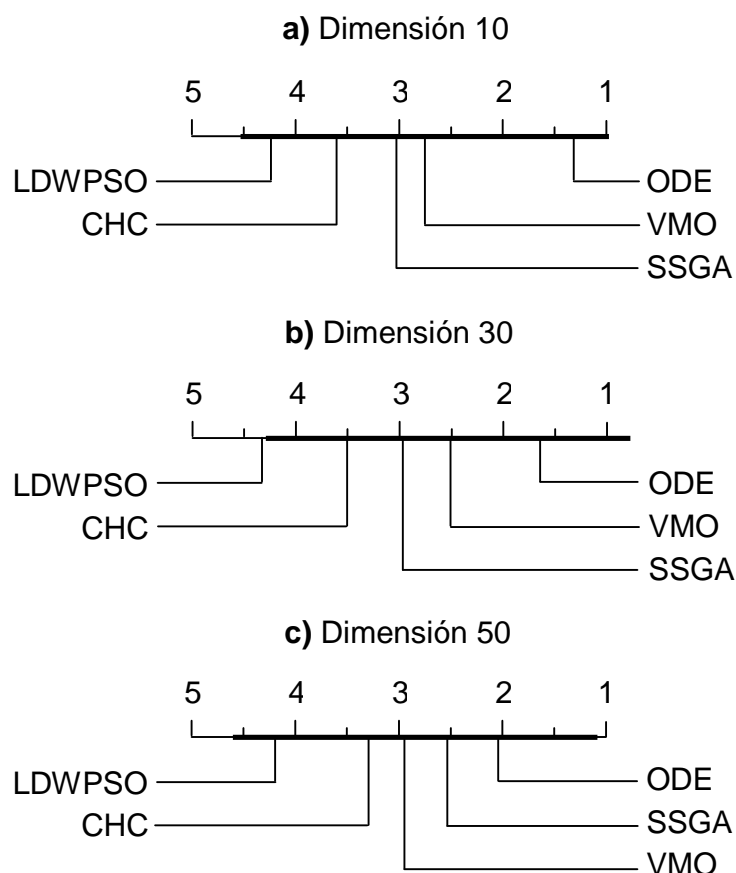 a) Dimensión 10
5 4 3 2 1
LDWPSO ODE
CHC VMO
SSGA
b) Dimensión 30
5 4 3 2 1
LDWPSO ODE
CHC VMO
SSGA
c) Dimensión 50
5 4 3 2 1
LDWPSO ODE
CHC SSGA
VMO